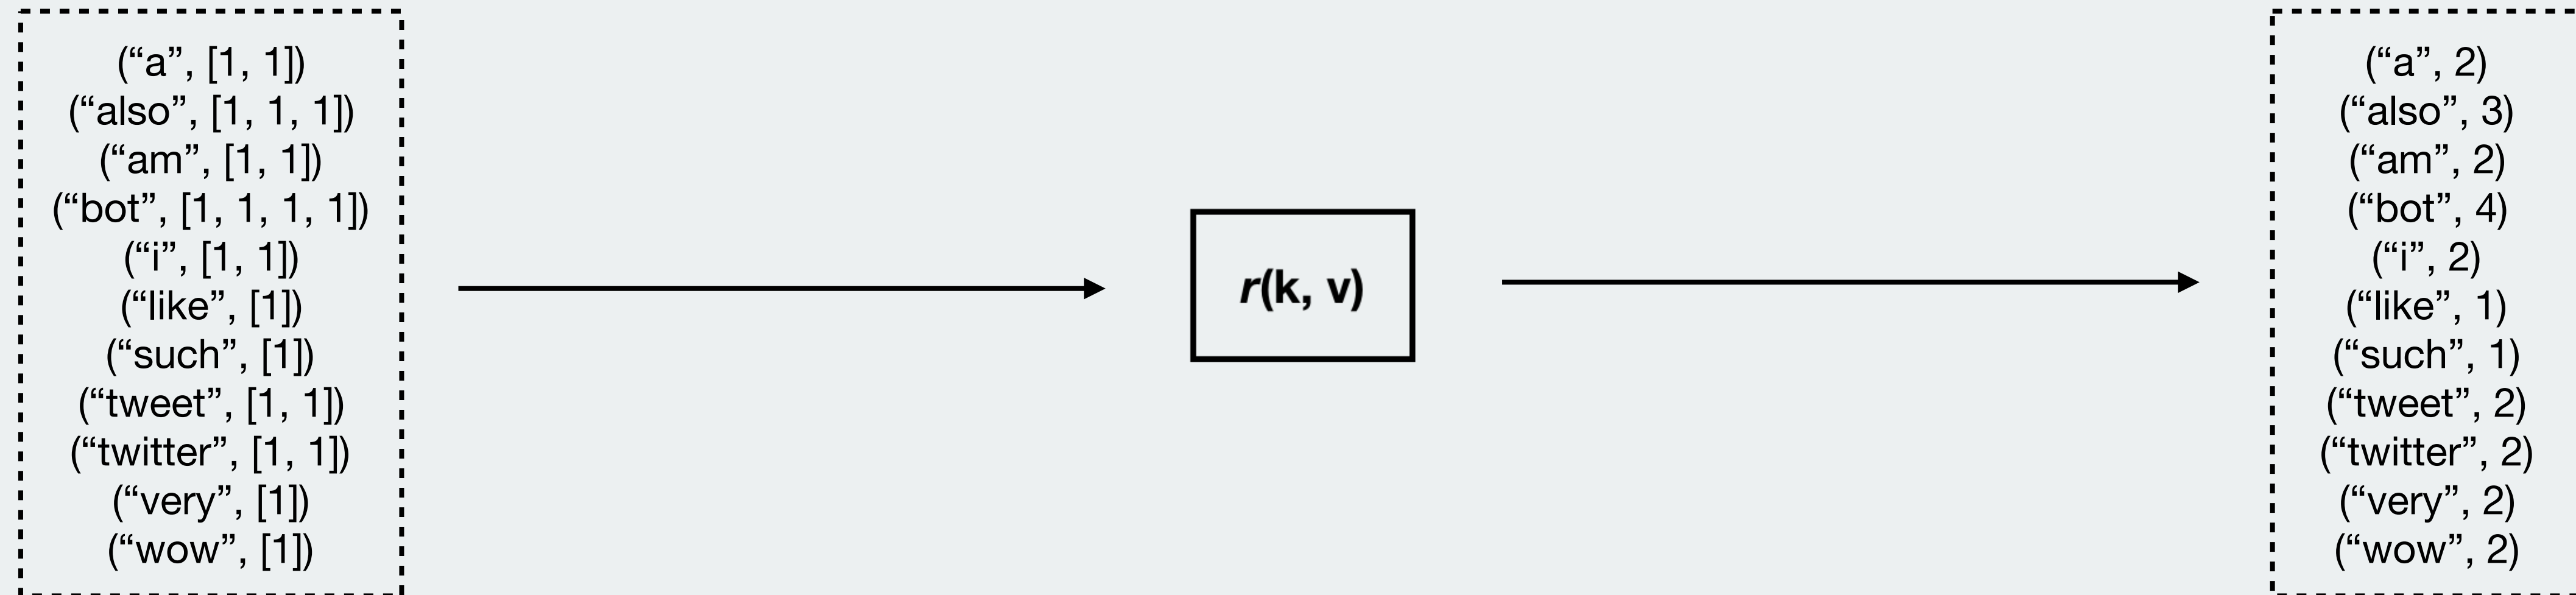 (“a”, [1, 1])
(“also”, [1, 1, 1])
(“am”, [1, 1])
(“bot”, [1, 1, 1, 1])
(“i”, [1, 1])
(“like”, [1])
(“such”, [1])
(“tweet”, [1, 1])
(“twitter”, [1, 1])
(“very”, [1])
(“wow”, [1])
r(k, v)
(“a”, 2)
(“also”, 3)
(“am”, 2)
(“bot”, 4)
(“i”, 2)
(“like”, 1)
(“such”, 1)
(“tweet”, 2)
(“twitter”, 2)
(“very”, 2)
(“wow”, 2)